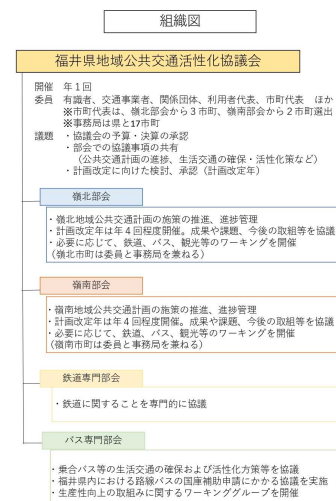 組織図
福井県地域公共交通活性化協議会
開催 年１回
委員 有識者、交通事業者、関係団体、利用者代表、市町代表 ほか
※市町代表は、嶺北部会から３市町、嶺南部会から２市町選出
※事務局は県と17市町
議題 ・協議会の予算・決算の承認
・部会での協議事項の共有
（公共交通計画の進捗、生活交通の確保・活性化策など）
・計画改定に向けた検討、承認（計画改定年）
嶺北部会
・嶺北地域公共交通計画の施策の推進、進捗管理
・計画改定年は年４回程度開催。成果や課題、今後の取組等を協議
・必要に応じて、鉄道、バス、観光等のワーキングを開催
（嶺北市町は委員と事務局を兼ねる）
嶺南部会
・嶺南地域公共交通計画の施策の推進、進捗管理
・計画改定年は年４回程度開催。成果や課題、今後の取組等を協議
・必要に応じて、鉄道、バス、観光等のワーキングを開催
（嶺南市町は委員と事務局を兼ねる）
鉄道専門部会
・鉄道に関することを専門的に協議
バス専門部会
・乗合バス等の生活交通の確保および活性化方策等を協議
・福井県内における路線バスの国庫補助申請にかかる協議を実施
・生産性向上の取組みに関するワーキンググループを開催